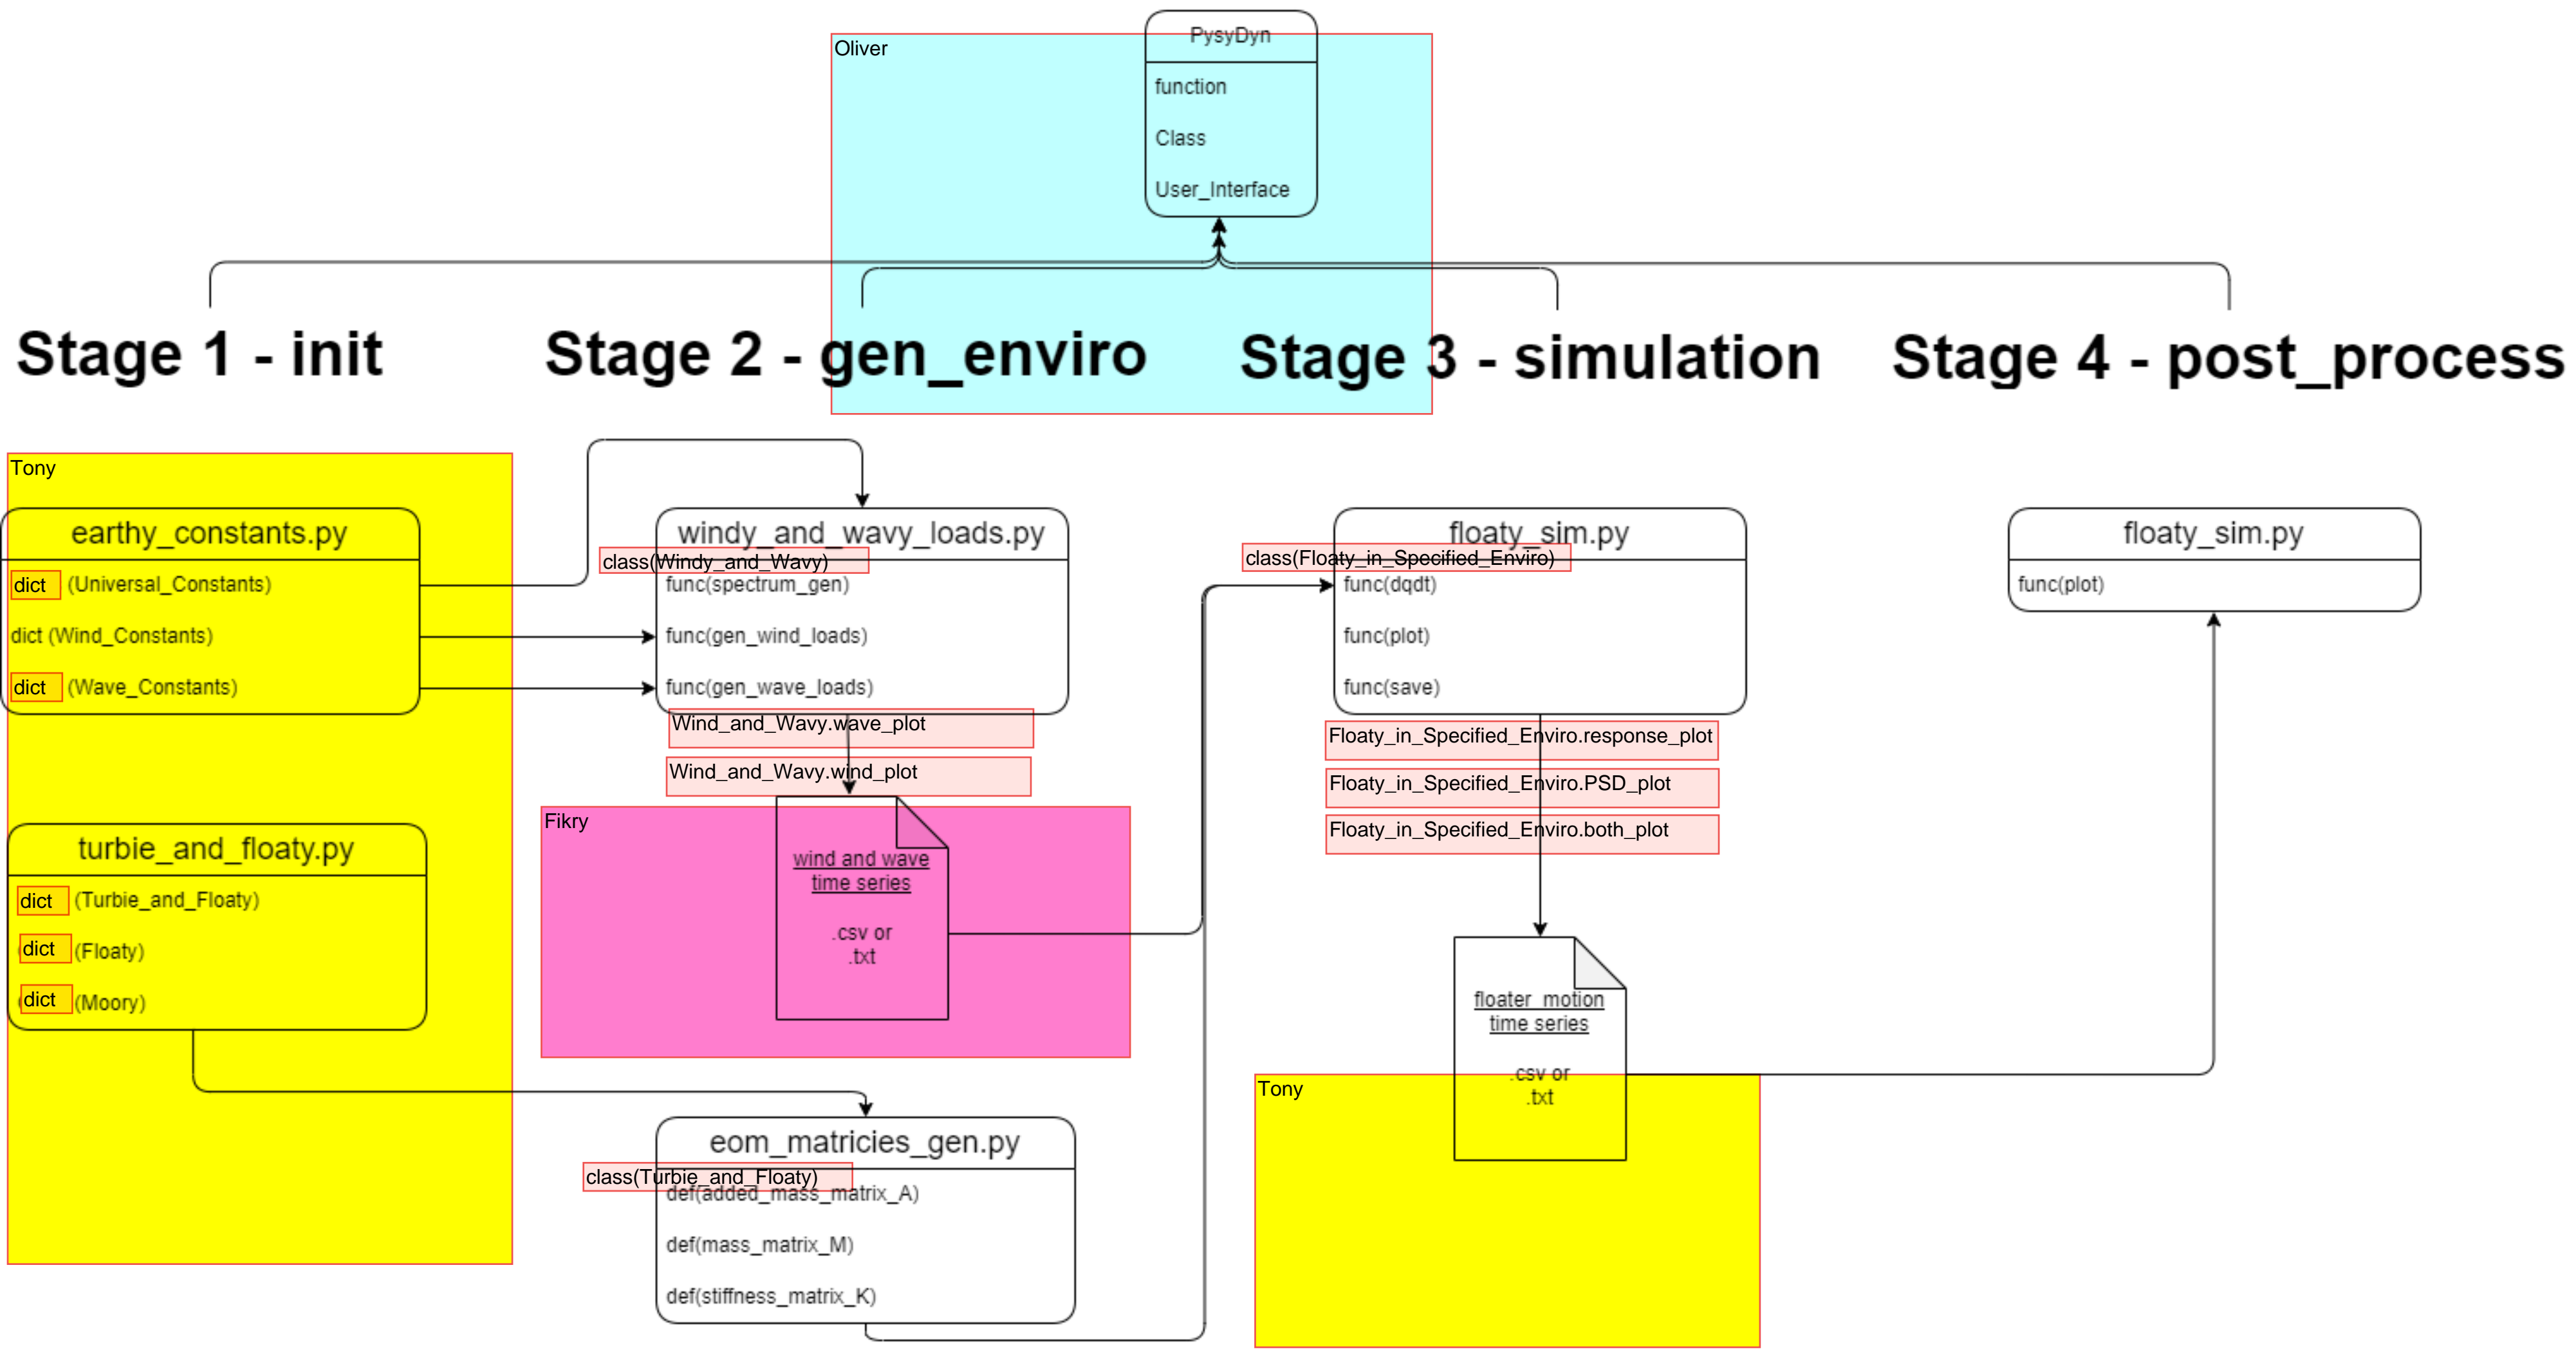 Oliver
PysyDyn
function
Class
User_Interface
Stage 1 - init
Stage 2 - gen_enviro
Stage 3 - simulation
Stage 4 - post_process
Tony
earthy_constants.py
dict (Universal_Constants)
dict (Wind_Constants)
dict (Wave_Constants)
turbie_and_floaty.py
dict (Turbie_and_Floaty)
dict (Floaty)
dict (Moory)
windy_and_wavy_loads.py
class(Windy_and_Wavy)
func(spectrum_gen)
func(gen_wind_loads)
func(gen_wave_loads)
Wind_and_Wavy.wave_plot
Wind_and_Wavy.wind_plot
Fikry
wind and wave
time series
.csv or
.txt
eom_matricies_gen.py
class(Turbie_and_Floaty)
def(added_mass_matrix_A)
def(mass_matrix_M)
def(stiffness_matrix_K)
floaty_sim.py
class(Floaty_in_Specified_Enviro)
func(dqdt)
func(plot)
func(save)
Floaty_in_Specified_Enviro.response_plot
Floaty_in_Specified_Enviro.PSD_plot
Floaty_in_Specified_Enviro.both_plot
floater_motion
time series
.csv or
.txt
Tony
floaty_sim.py
func(plot)